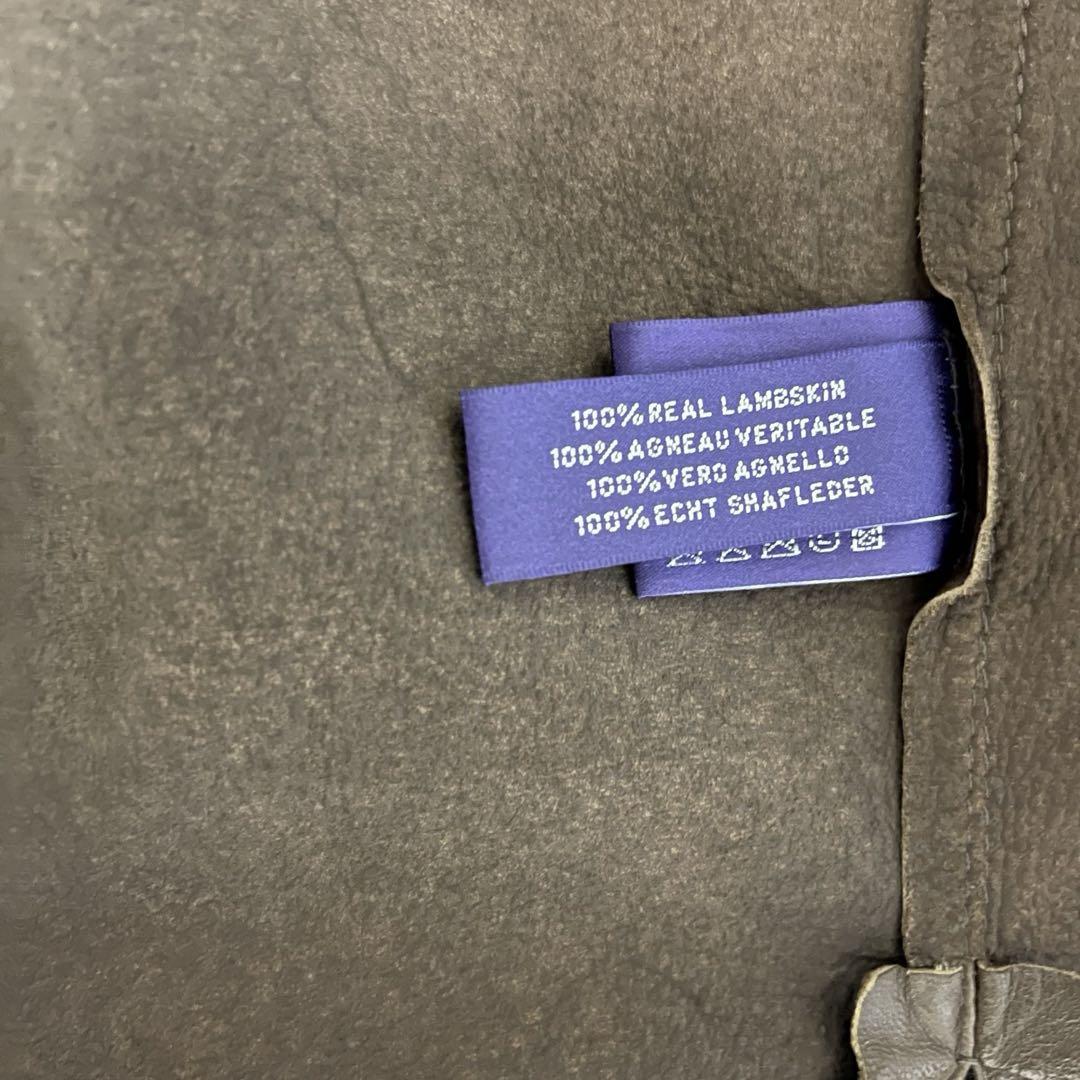 100% REAL LAMBSKIN
100% AGNEAU VERITABLE
100% VERO AGNELLO
100% ECHT SHAFLEDER